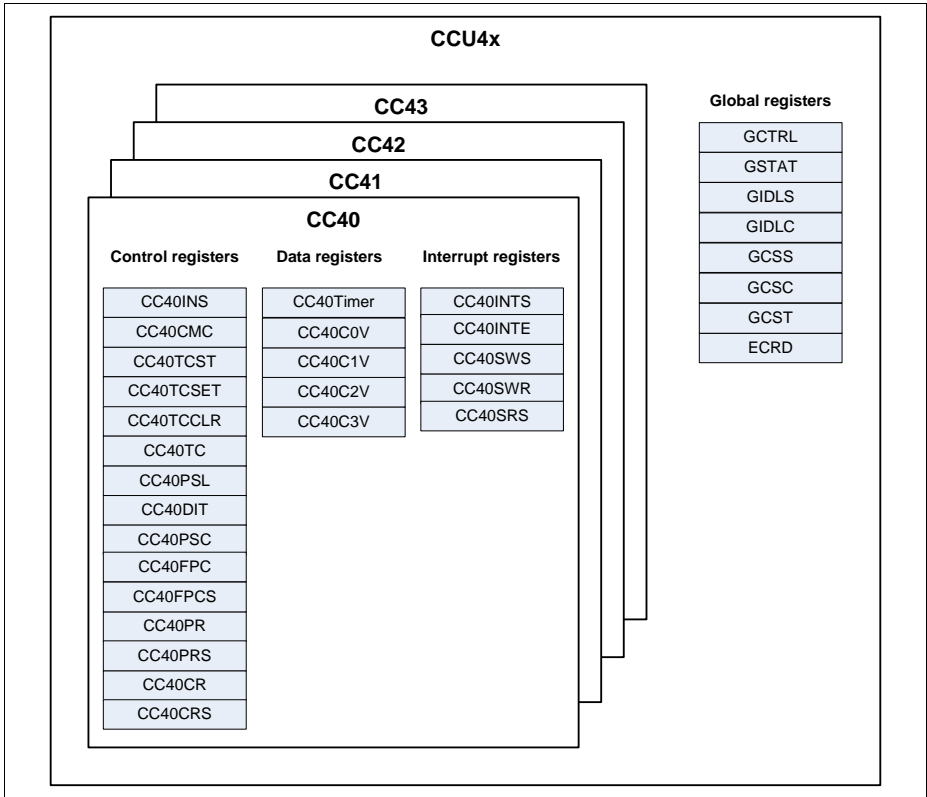 CCU4x
CC43
CC42
CC41
CC40
Control registers
CC40INS
CC40CMC
CC40TCST
CC40TCSET
CC40TCCLR
CC40TC
CC40PSL
CC40DIT
CC40PSC
CC40FPC
CC40FPCS
CC40PR
CC40PRS
CC40CR
CC40CRS
Data registers
CC40Timer
CC40C0V
CC40C1V
CC40C2V
CC40C3V
Interrupt registers
CC40INTS
CC40INTE
CC40SWS
CC40SWR
CC40SRS
Global registers
GCTRL
GSTAT
GIDLS
GIDLC
GCSS
GCSC
GCST
ECRD